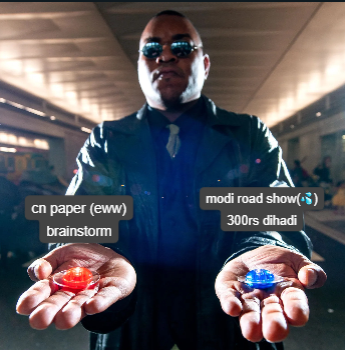 cn paper (eww)
brainstorm
modi road show(💦)
300rs dihadi